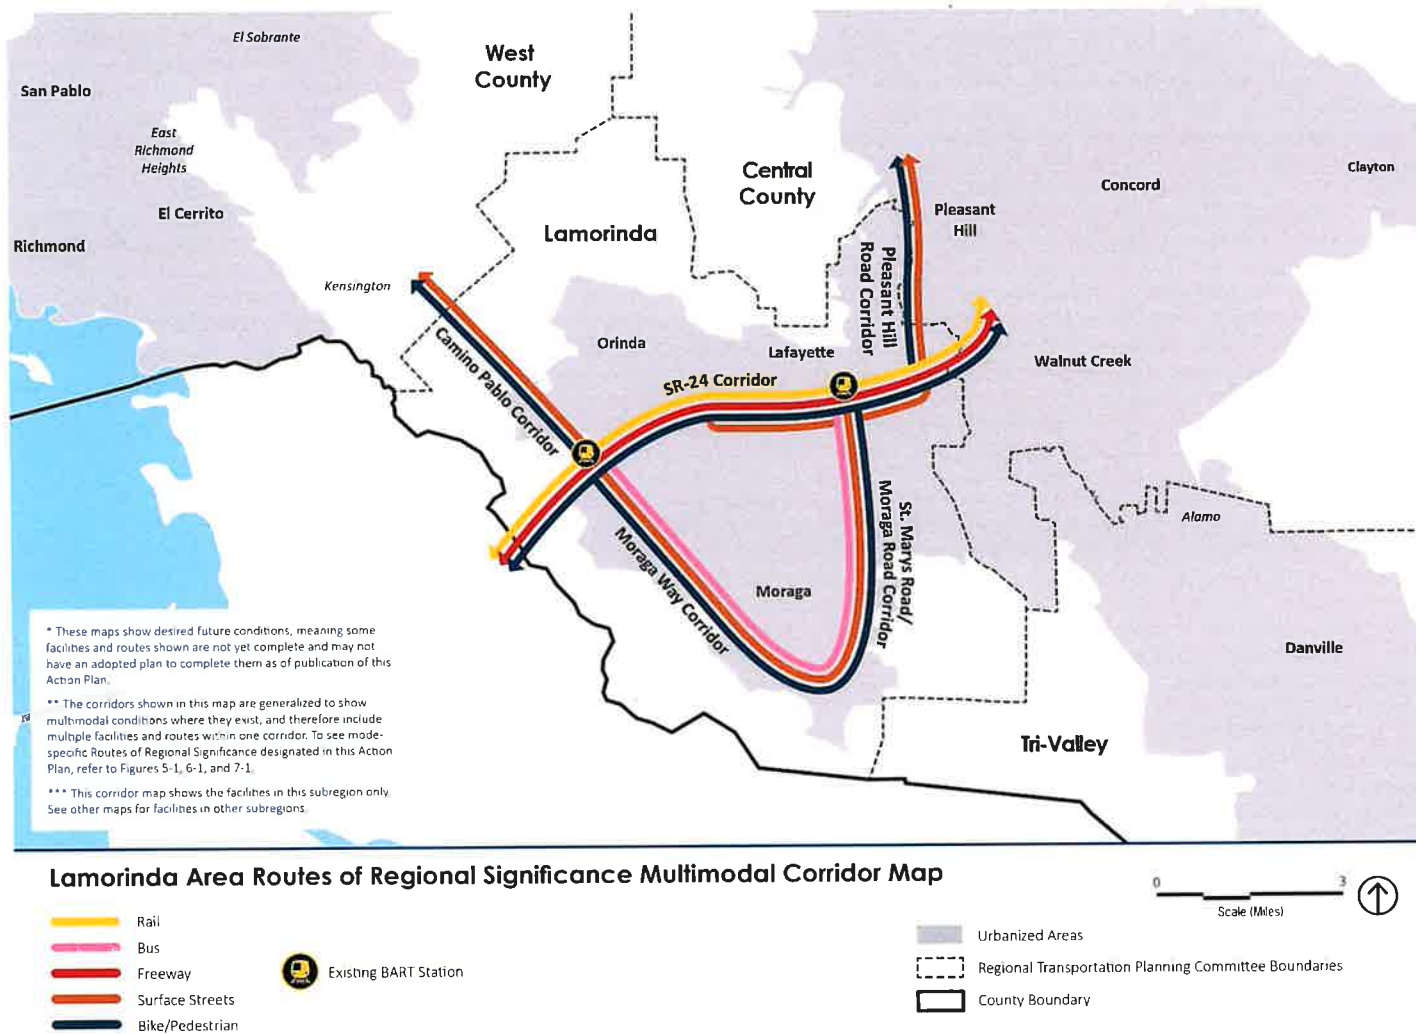 El Sobrante
West
County
San Pablo
East
Richmond
Heights
Central
County
Clayton
Concord
El Cerrito
Pleasant
Hill
Lamorinda
Richmond
Kensington
Pleasant Hill
Road Corridor
Orinda
Lafayette
Walnut Creek
SR-24 Corridor
Camino Pablo Corridor
Alamo
St. Marys Road/
Moraga Road Corridor
Moraga Way Corridor
Moraga
Danville
Tri-Valley
* These maps show desired future conditions, meaning some
facilities and routes shown are not yet complete and may not
have an adopted plan to complete them as of publication of this
Action Plan.
** The corridors shown in this map are generalized to show
multimodal conditions where they exist, and therefore include
multiple facilities and routes within one corridor. To see mode-
specific Routes of Regional Significance designated in this Action
Plan, refer to Figures 5-1, 6-1, and 7-1.
*** This corridor map shows the facilities in this subregion only.
See other maps for facilities in other subregions.
Lamorinda Area Routes of Regional Significance Multimodal Corridor Map
0 3
Scale (Miles)
Rail
Bus
Freeway
Surface Streets
Bike/Pedestrian
Existing BART Station
Urbanized Areas
Regional Transportation Planning Committee Boundaries
County Boundary